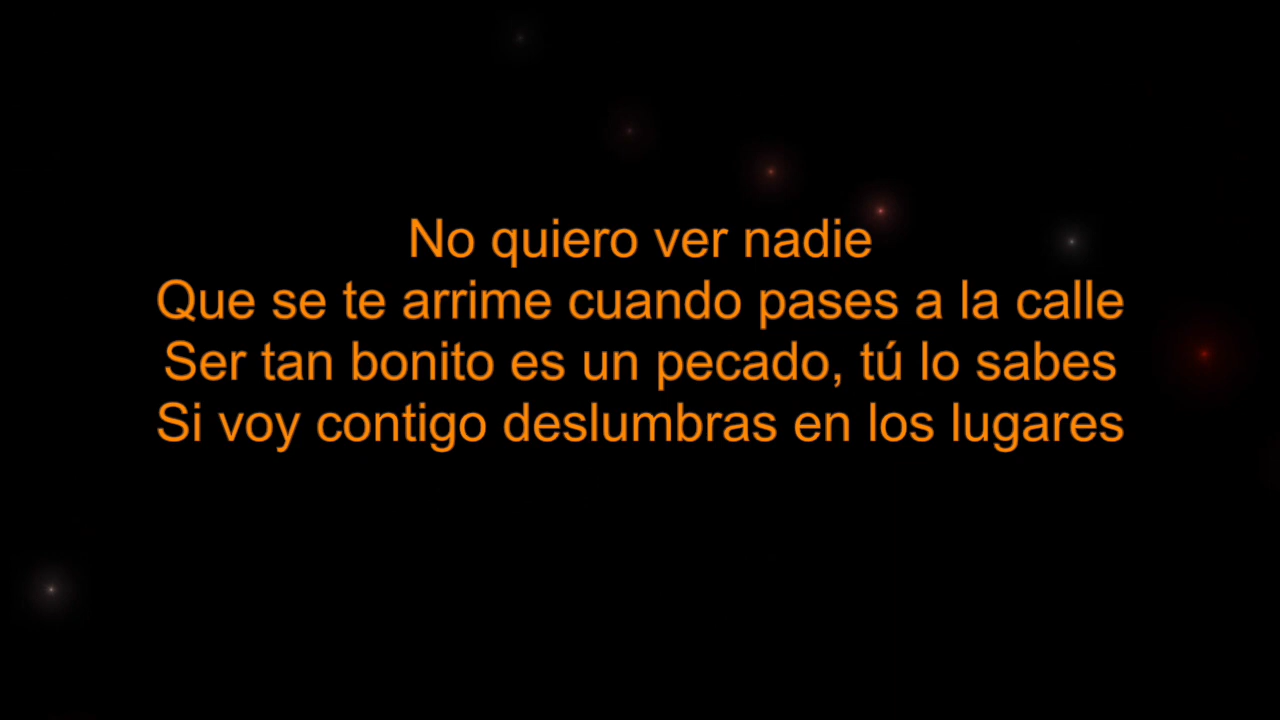 No quiero ver nadie
Que se te arrime cuando pases a la calle
Ser tan bonito es un pecado, tú lo sabes
Si voy contigo deslumbras en los lugares